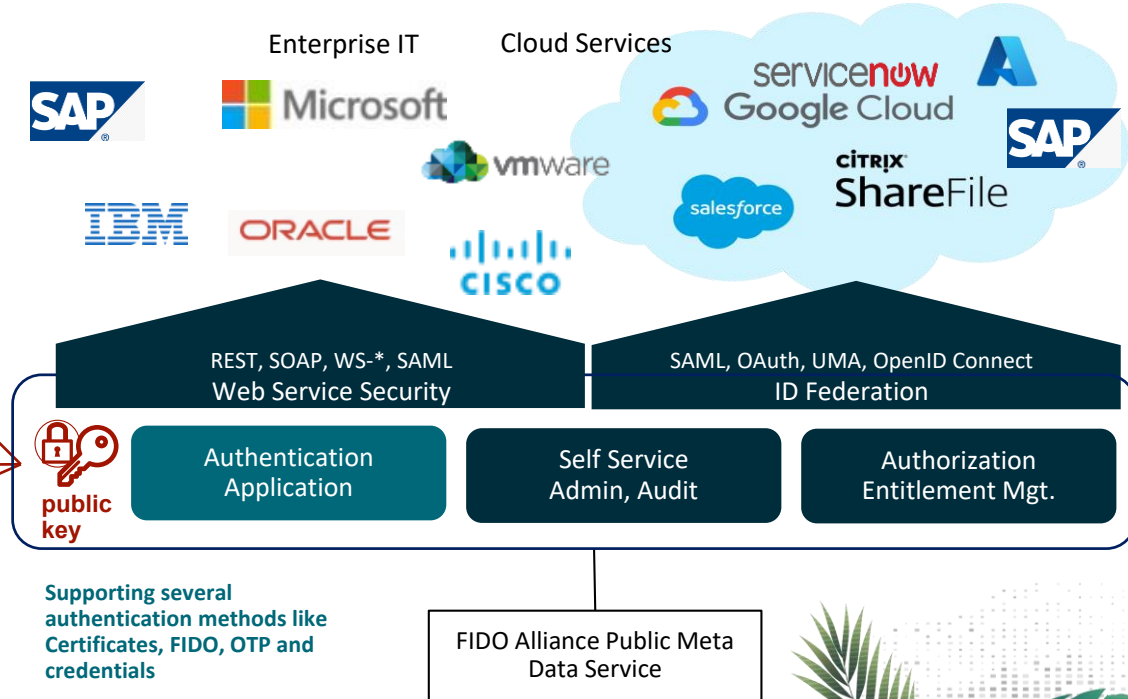 Enterprise IT
Cloud Services
SAP®
Microsoft
servicenow
Google Cloud
SAP®
vmware
CITRIX
ShareFile
salesforce
IBM
ORACLE
CISCO
REST, SOAP, WS-*, SAML
Web Service Security
SAML, OAuth, UMA, OpenID Connect
ID Federation
public
key
Authentication
Application
Self Service
Admin, Audit
Authorization
Entitlement Mgt.
Supporting several
authentication methods like
Certificates, FIDO, OTP and
credentials
FIDO Alliance Public Meta
Data Service